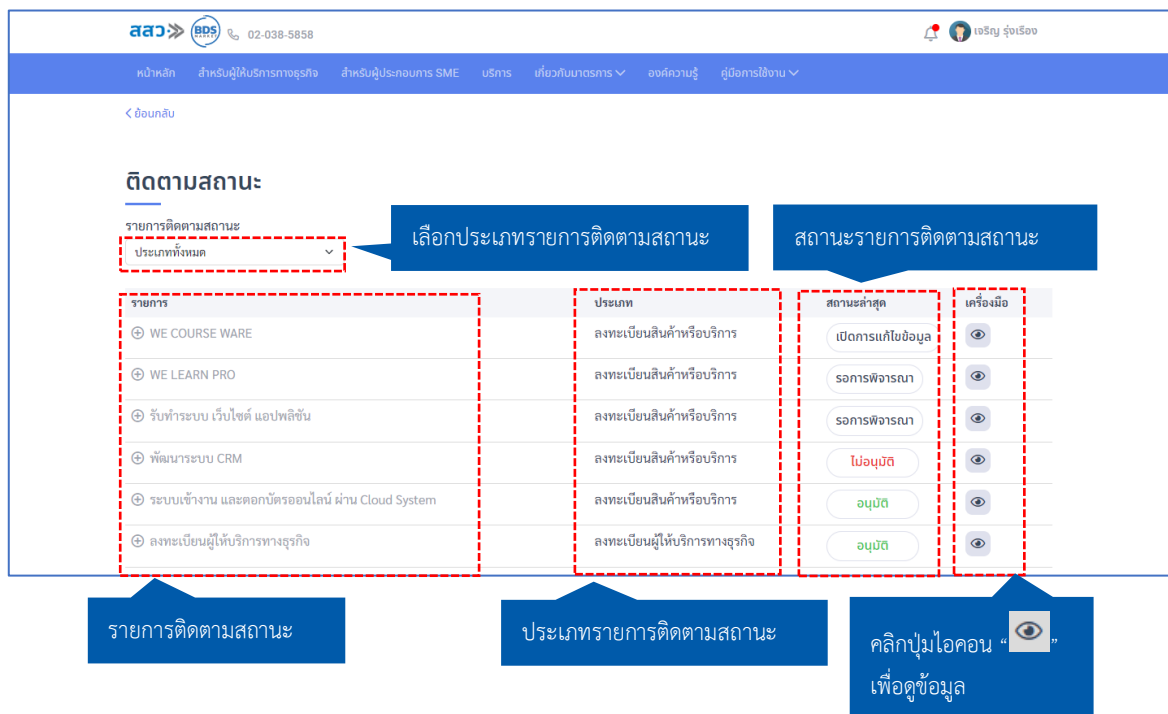 สสว BDS MARKET 02-038-5858 เจริญ รุ่งเรือง
หน้าหลัก สำหรับผู้ให้บริการทางธุรกิจ สำหรับผู้ประกอบการ SME บริการ เกี่ยวกับมาตรการ องค์ความรู้ คู่มือการใช้งาน
ย้อนกลับ
ติดตามสถานะ
รายการติดตามสถานะ
ประเภททั้งหมด
เลือกประเภทรายการติดตามสถานะ
สถานะรายการติดตามสถานะ
รายการ ประเภท สถานะล่าสุด เครื่องมือ
WE COURSE WARE ลงทะเบียนสินค้าหรือบริการ เปิดการแก้ไขข้อมูล
WE LEARN PRO ลงทะเบียนสินค้าหรือบริการ รอการพิจารณา
รับทำระบบ เว็บไซต์ แอปพลิชัน ลงทะเบียนสินค้าหรือบริการ รอการพิจารณา
พัฒนาระบบ CRM ลงทะเบียนสินค้าหรือบริการ ไม่อนุมัติ
ระบบเข้างาน และตอกบัตรออนไลน์ ผ่าน Cloud System ลงทะเบียนสินค้าหรือบริการ อนุมัติ
ลงทะเบียนผู้ให้บริการทางธุรกิจ ลงทะเบียนผู้ให้บริการทางธุรกิจ อนุมัติ
รายการติดตามสถานะ
ประเภทรายการติดตามสถานะ
คลิกปุ่มไอคอน “ ”
เพื่อดูข้อมูล